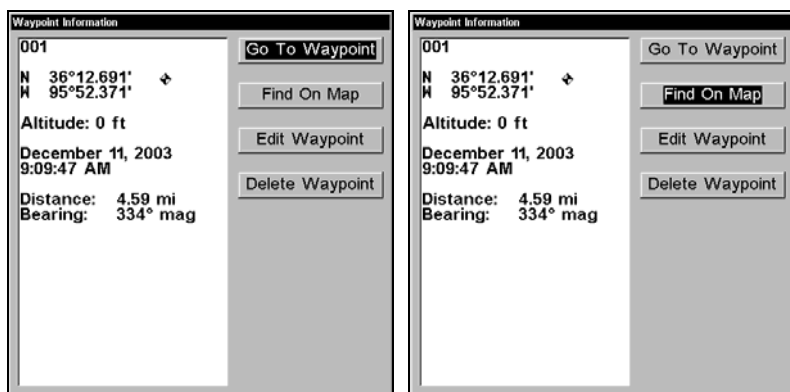 Waypoint Information
001
N 36°12.691'
W 95°52.371'
Altitude: 0 ft
December 11, 2003
9:09:47 AM
Distance: 4.59 mi
Bearing: 334° mag
Go To Waypoint
Find On Map
Edit Waypoint
Delete Waypoint
Waypoint Information
001
N 36°12.691'
W 95°52.371'
Altitude: 0 ft
December 11, 2003
9:09:47 AM
Distance: 4.59 mi
Bearing: 334° mag
Go To Waypoint
Find On Map
Edit Waypoint
Delete Waypoint